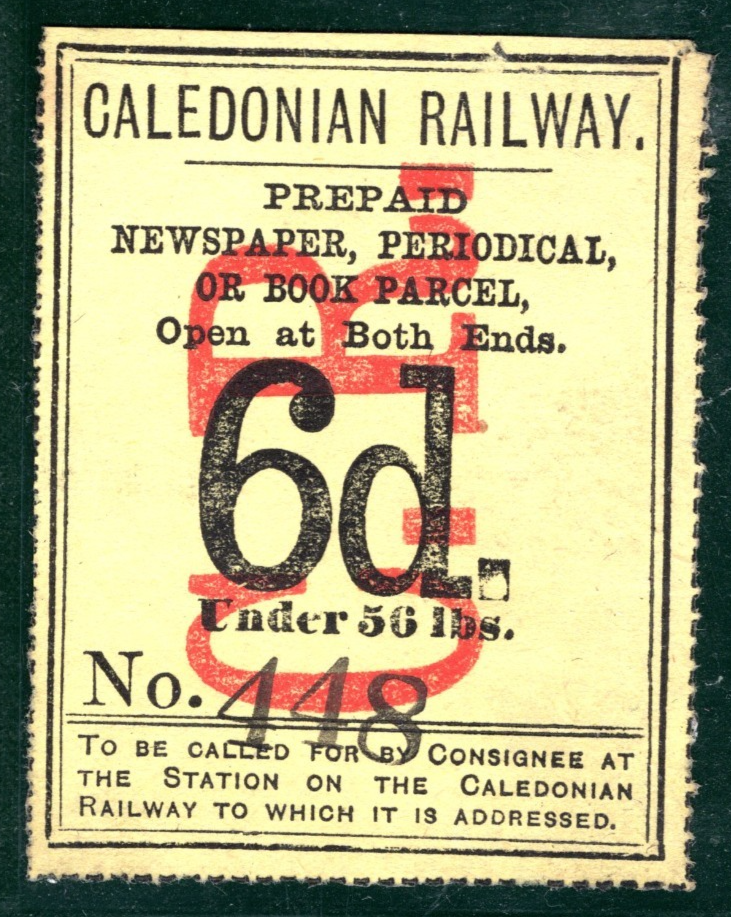 CALEDONIAN RAILWAY.
PREPAID
NEWSPAPER, PERIODICAL,
OR BOOK PARCEL,
Open at Both Ends.
6d.
Under 56 lbs.
No. 448
TO BE CALLED FOR BY CONSIGNEE AT
THE STATION ON THE CALEDONIAN
RAILWAY TO WHICH IT IS ADDRESSED.
C.R.